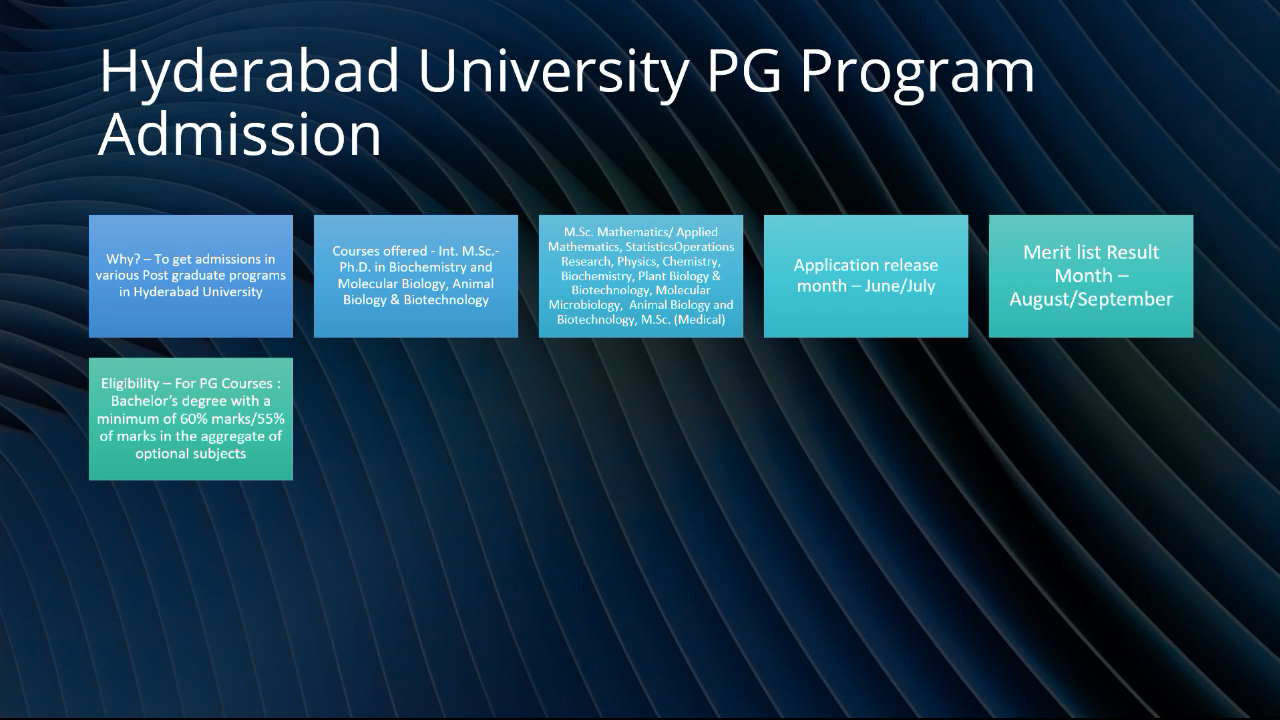 Hyderabad University PG Program
Admission
Why? – To get admissions in
various Post graduate programs
in Hyderabad University
Courses offered - Int. M.Sc.-
Ph.D. in Biochemistry and
Molecular Biology, Animal
Biology & Biotechnology
M.Sc. Mathematics/ Applied
Mathematics, StatisticsOperations
Research, Physics, Chemistry,
Biochemistry, Plant Biology &
Biotechnology, Molecular
Microbiology, Animal Biology and
Biotechnology, M.Sc. (Medical)
Application release
month – June/July
Merit list Result
Month –
August/September
Eligibility – For PG Courses :
Bachelor’s degree with a
minimum of 60% marks/55%
of marks in the aggregate of
optional subjects